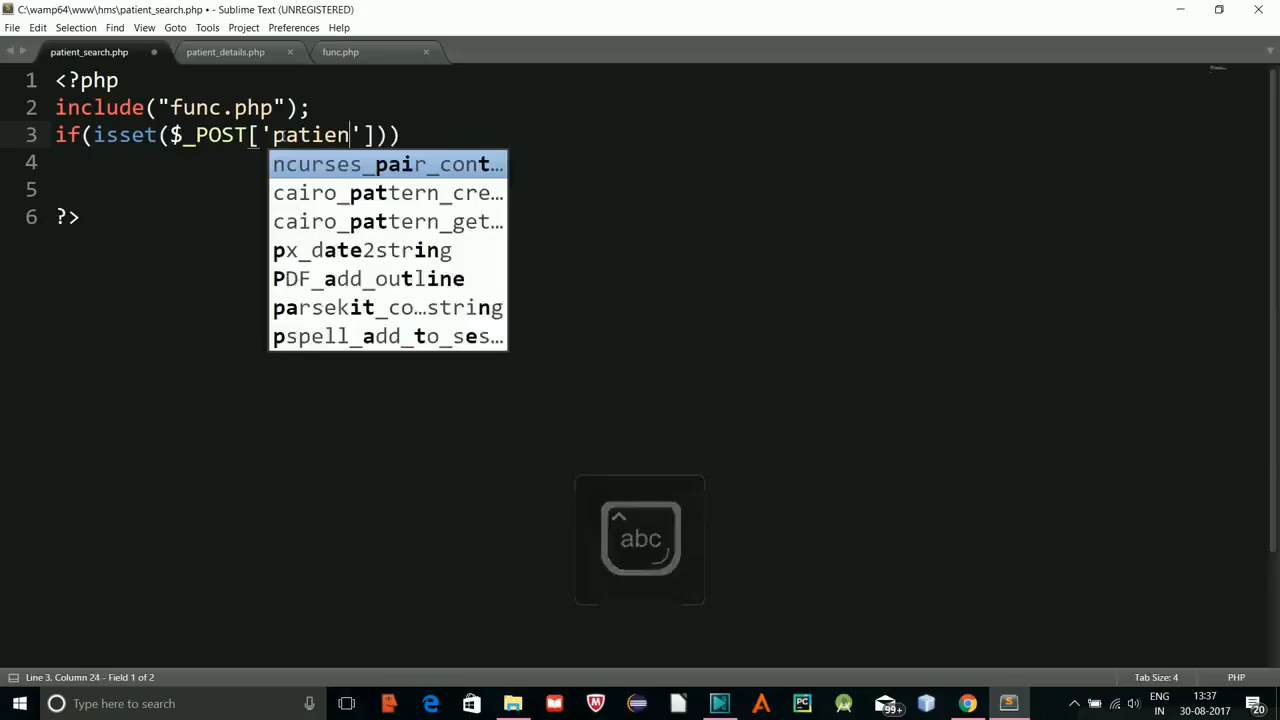 C:\wamp64\www\hms\patient_search.php • - Sublime Text (UNREGISTERED)
File Edit Selection Find View Goto Tools Project Preferences Help
patient_search.php patient_details.php func.php
1 <?php
2 include("func.php");
3 if(isset($_POST['patien']))
4
5
6 ?>
ncurses_pair_cont…
cairo_pattern_cre…
cairo_pattern_get…
px_date2string
PDF_add_outline
parsekit_co…string
pspell_add_to_ses…
abc
Line 3, Column 24 - Field 1 of 2 Tab Size: 4 PHP
Type here to search 99+ ENG 13:37
IN 30-08-2017 20